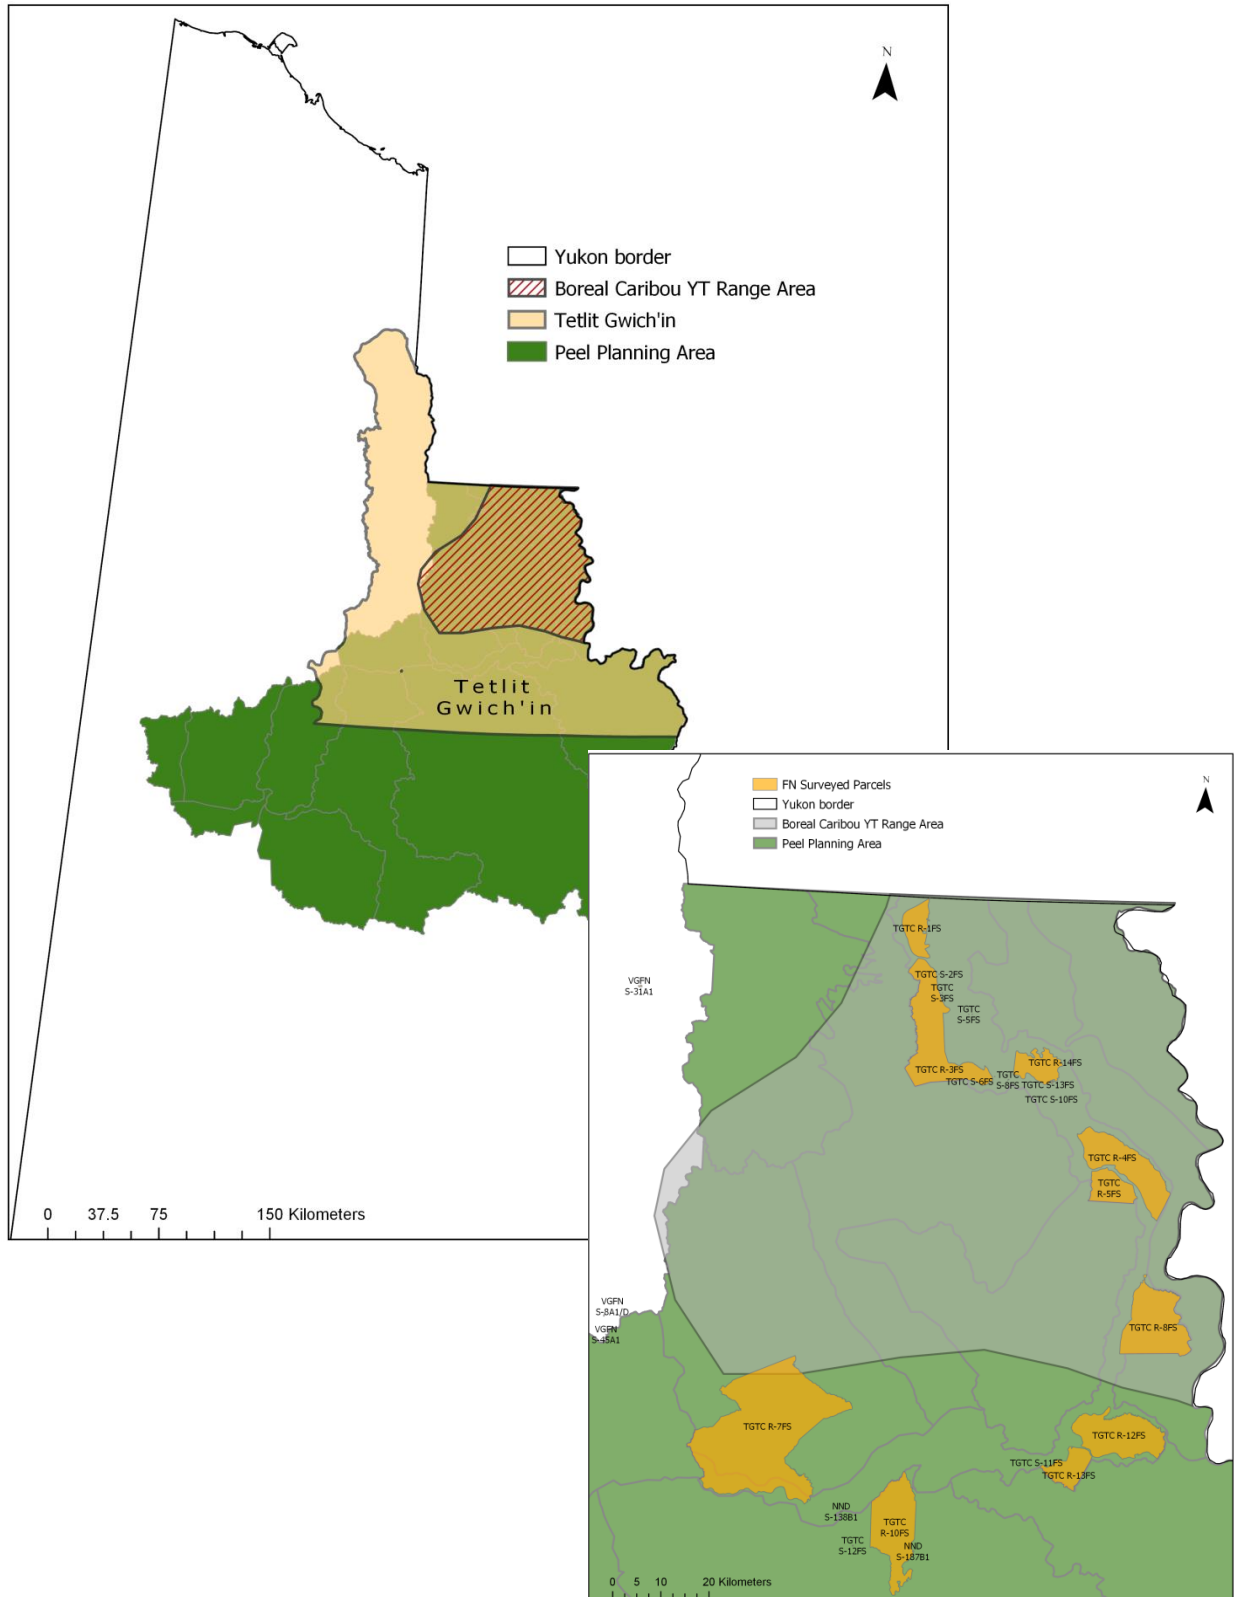 N
Yukon border
Boreal Caribou YT Range Area
Tetlit Gwich'in
Peel Planning Area
Tetlit
Gwich'in
0 37.5 75 150 Kilometers
FN Surveyed Parcels
N
Yukon border
Boreal Caribou YT Range Area
Peel Planning Area
TGTC R-1FS
TGTC S-2FS
VGFN
S-31A1
TGTC
S-3FS
TGTC
S-5FS
TGTC R-14FS
TGTC R-3FS
TGTC S-6FS
TGTC
S-8FS
TGTC S-13FS
TGTC S-10FS
TGTC R-4FS
TGTC
R-5FS
VGFN
S-8A1/D
TGTC R-8FS
VGFN
S-45A1
TGTC R-7FS
TGTC R-12FS
TGTC S-11FS
TGTC R-13FS
NND
S-138B1
TGTC
R-10FS
TGTC
S-12FS
NND
S-187B1
0 5 10 20 Kilometers